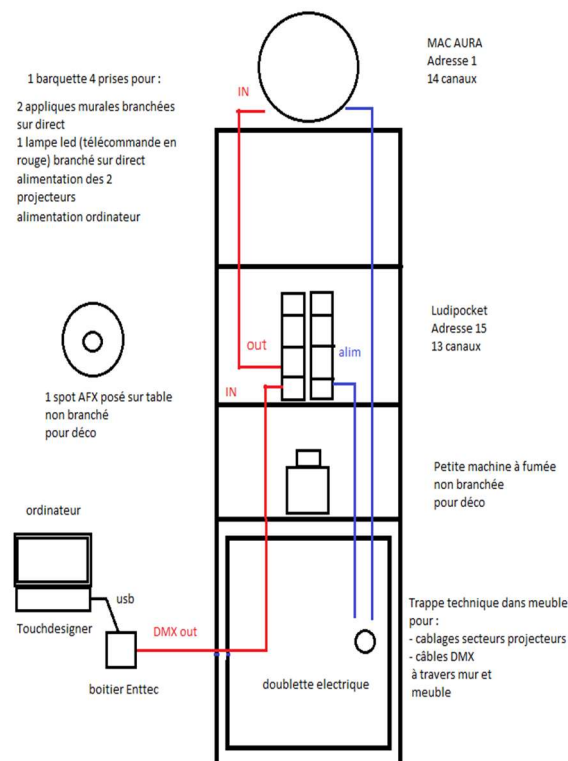 MAC AURA
Adresse 1
14 canaux
1 barquette 4 prises pour :
2 appliques murales branchées
sur direct
1 lampe led (télécommande en
rouge) branché sur direct
alimentation des 2
projecteurs
alimentation ordinateur
IN
Ludipocket
Adresse 15
13 canaux
out
alim
IN
1 spot AFX posé sur table
non branché
pour déco
Petite machine à fumée
non branchée
pour déco
ordinateur
usb
Touchdesigner
DMX out
boitier Enttec
doublette electrique
Trappe technique dans meuble
pour :
- cablages secteurs projecteurs
- câbles DMX
à travers mur et
meuble